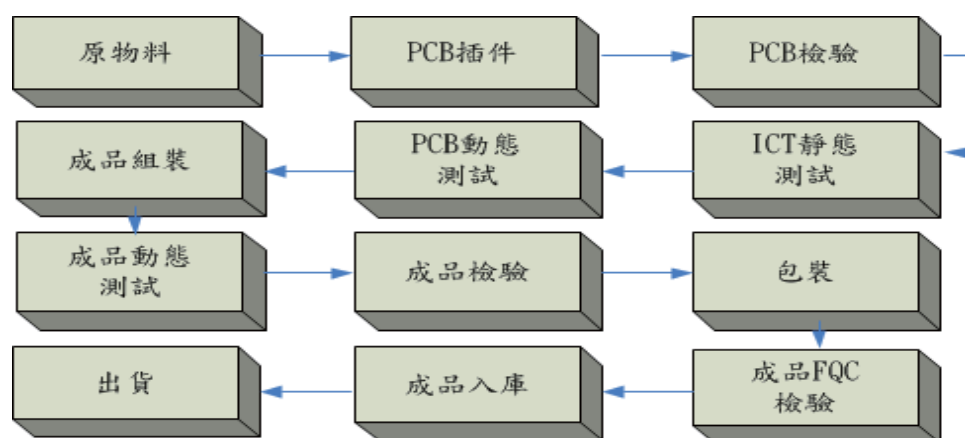 原物料
PCB插件
PCB檢驗
ICT靜態
測試
PCB動態
測試
成品組裝
成品動態
測試
成品檢驗
包裝
成品FQC
檢驗
成品入庫
出貨